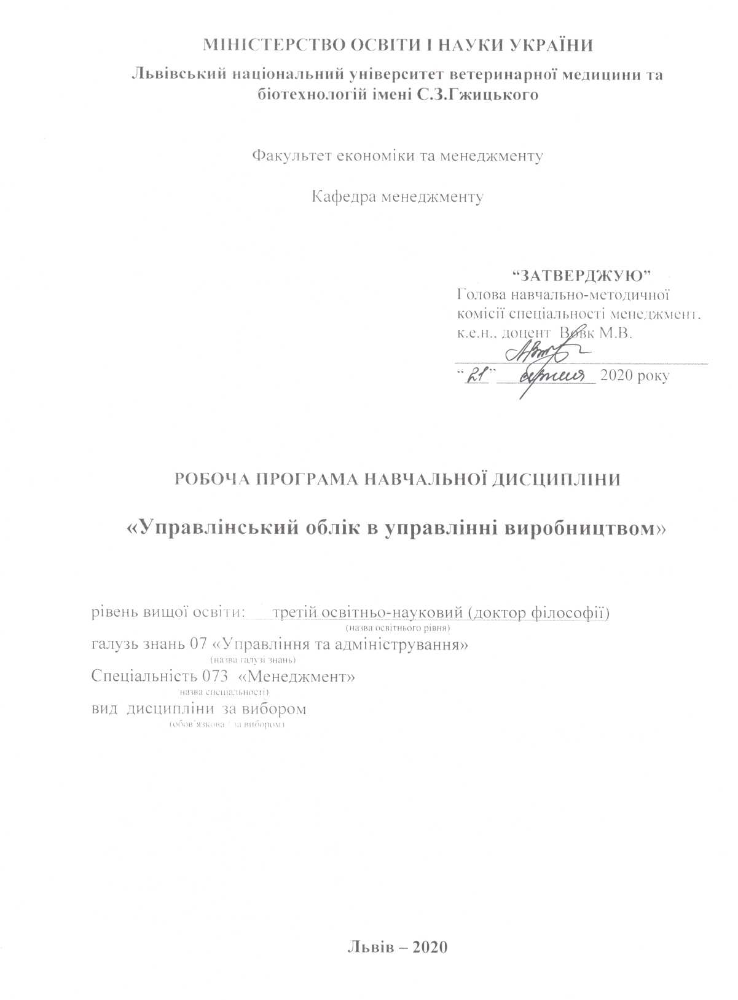 МІНІСТЕРСТВО ОСВІТИ І НАУКИ УКРАЇНИ
Львівський національний університет ветеринарної медицини та
біотехнологій імені С.З.Гжицького
Факультет економіки та менеджменту
Кафедра менеджменту
“ЗАТВЕРДЖУЮ”
Голова навчально-методичної
комісії спеціальності менеджмент,
к.е.н., доцент Вовк М.В.
“21” серпня 2020 року
РОБОЧА ПРОГРАМА НАВЧАЛЬНОЇ ДИСЦИПЛІНИ
«Управлінський облік в управлінні виробництвом»
рівень вищої освіти: третій освітньо-науковий (доктор філософії)
(назва освітнього рівня)
галузь знань 07 «Управління та адміністрування»
(назва галузі знань)
Спеціальність 073 «Менеджмент»
назва спеціальності)
вид дисципліни за вибором
(обов’язкова / за вибором)
Львів – 2020